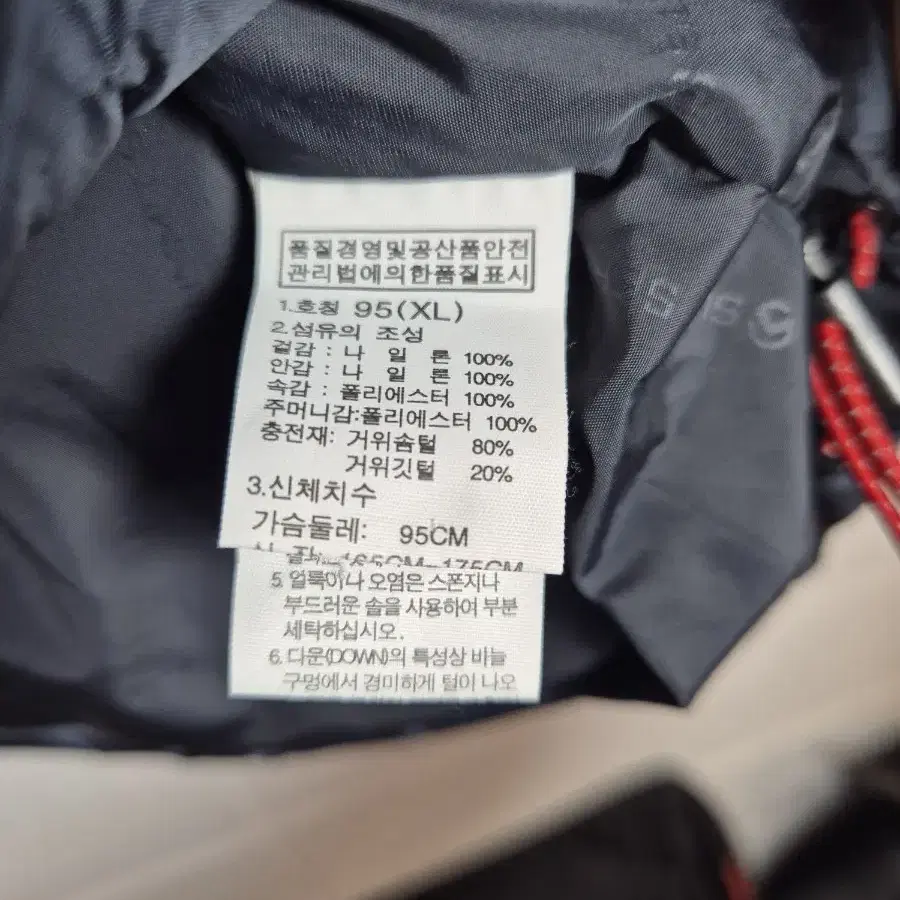 품질경영및공산품안전
관리법에의한품질표시
1.호칭 95(XL)
2.섬유의 조성
겉감 : 나 일 론 100%
안감 : 나 일 론 100%
속감 : 폴리에스터 100%
주머니감:폴리에스터 100%
충전재: 거위솜털 80%
거위깃털 20%
3.신체치수
가슴둘레: 95CM
5. 얼룩이나 오염은 스폰지나
부드러운 솔을 사용하여 부분
세탁하십시오.
6. 다운(DOWN)의 특성상 바늘
구멍에서 경미하게 털이 나오